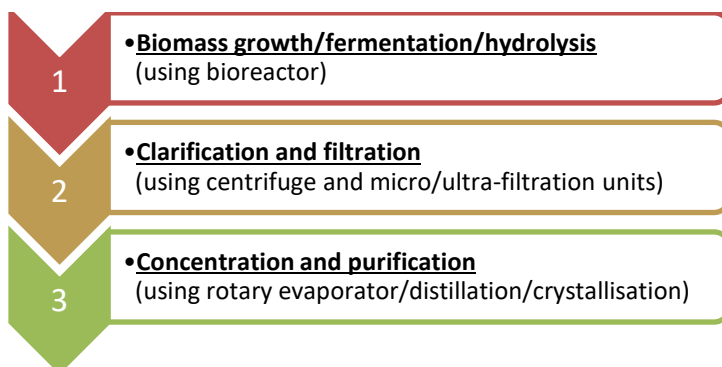 1
•Biomass growth/fermentation/hydrolysis
(using bioreactor)
2
•Clarification and filtration
(using centrifuge and micro/ultra-filtration units)
3
•Concentration and purification
(using rotary evaporator/distillation/crystallisation)